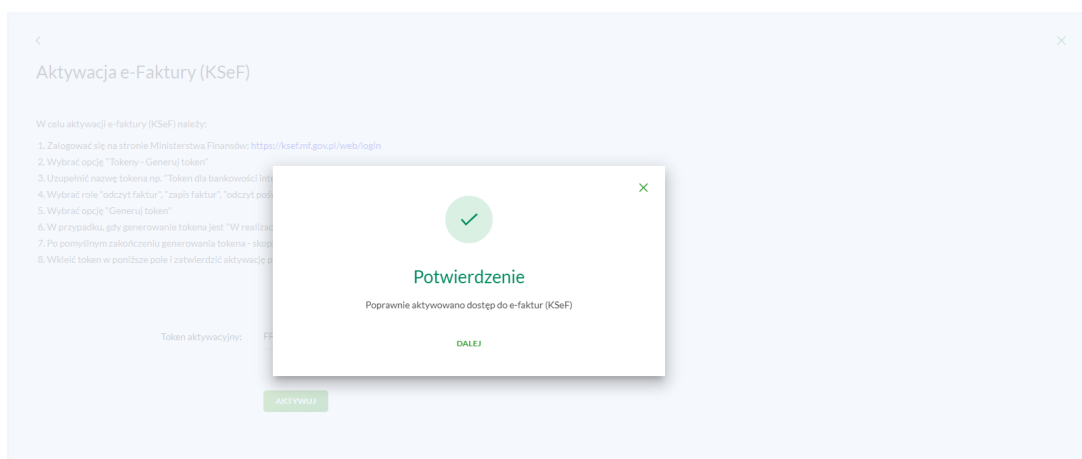 Aktywacja e-Faktury (KSeF)
W celu aktywacji e-faktury (KSeF) należy:
1. Zalogować się na stronie Ministerstwa Finansów: https://ksef.mf.gov.pl/web/login
2. Wybrać opcję "Tokeny - Generuj token"
3. Uzupełnić nazwę tokena np. "Token dla bankowości
4. Wybrać role "odczyt faktur", "zapis faktur", "odczyt
5. Wybrać opcję "Generuj token"
6. W przypadku, gdy generowanie tokena jest "W
7. Po pomyślnym zakończeniu generowania tokena -
8. Wkleić token w poniższe pole i zatwierdzić aktywację
Potwierdzenie
Poprawnie aktywowano dostęp do e-faktur (KSeF)
DALEJ
Token aktywacyjny:
AKTYWUJ